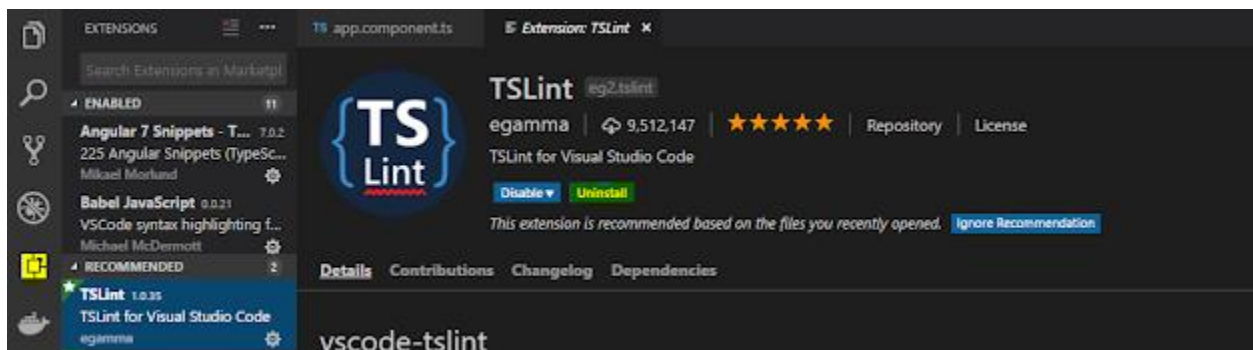 EXTENSIONS
Search Extensions in Marketpl
ENABLED 11
Angular 7 Snippets - T... 7.0.2
225 Angular Snippets (TypeSc...
Mikael Morlund
Babel JavaScript 0.0.21
VSCode syntax highlighting f...
Michael McDermott
RECOMMENDED 2
TSLint 1.0.35
TSLint for Visual Studio Code
egamma
TS app.component.ts
Extension: TSLint ×
{TS
Lint}
TSLint eg2.tslint
egamma | 9,512,147 | ★★★★★ | Repository | License
TSLint for Visual Studio Code
Disable ▾ Uninstall
This extension is recommended based on the files you recently opened. Ignore Recommendation
Details Contributions Changelog Dependencies
vscode-tslint